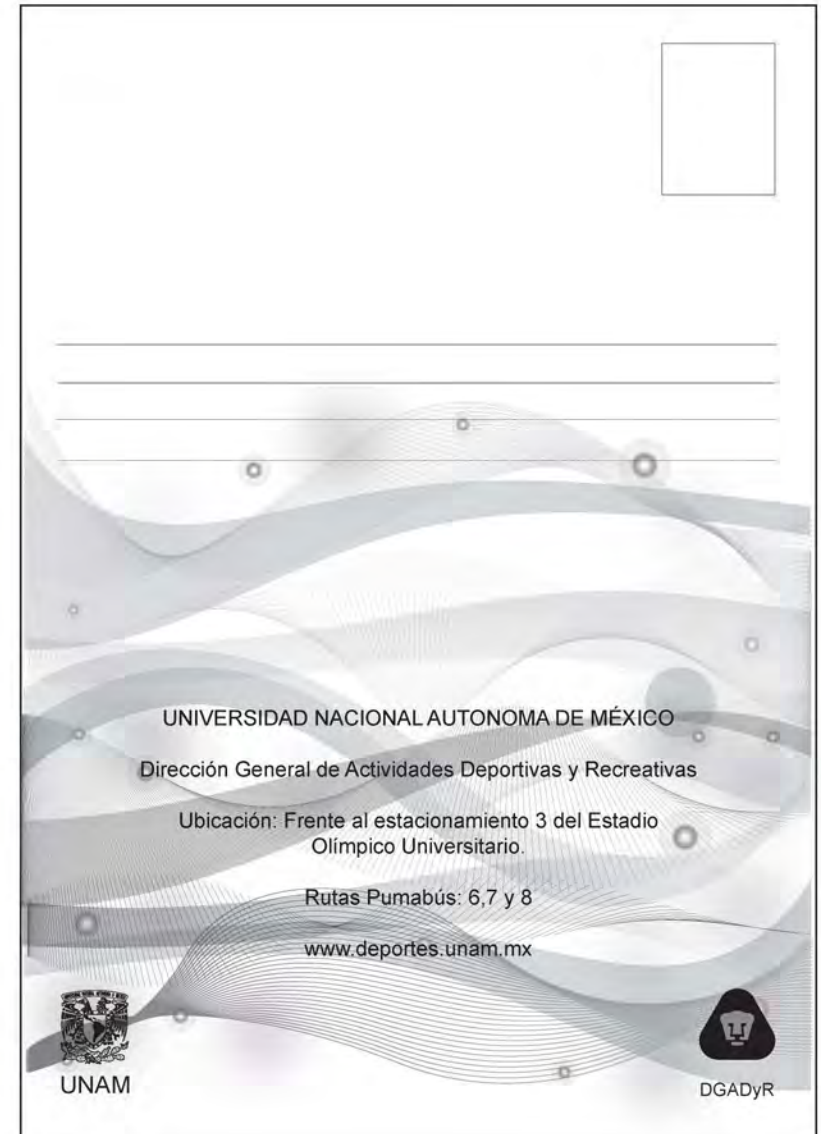 UNIVERSIDAD NACIONAL AUTONOMA DE MÉXICO
Dirección General de Actividades Deportivas y Recreativas
Ubicación: Frente al estacionamiento 3 del Estadio
Olímpico Universitario.
Rutas Pumabús: 6,7 y 8
www.deportes.unam.mx
UNAM
DGADyR